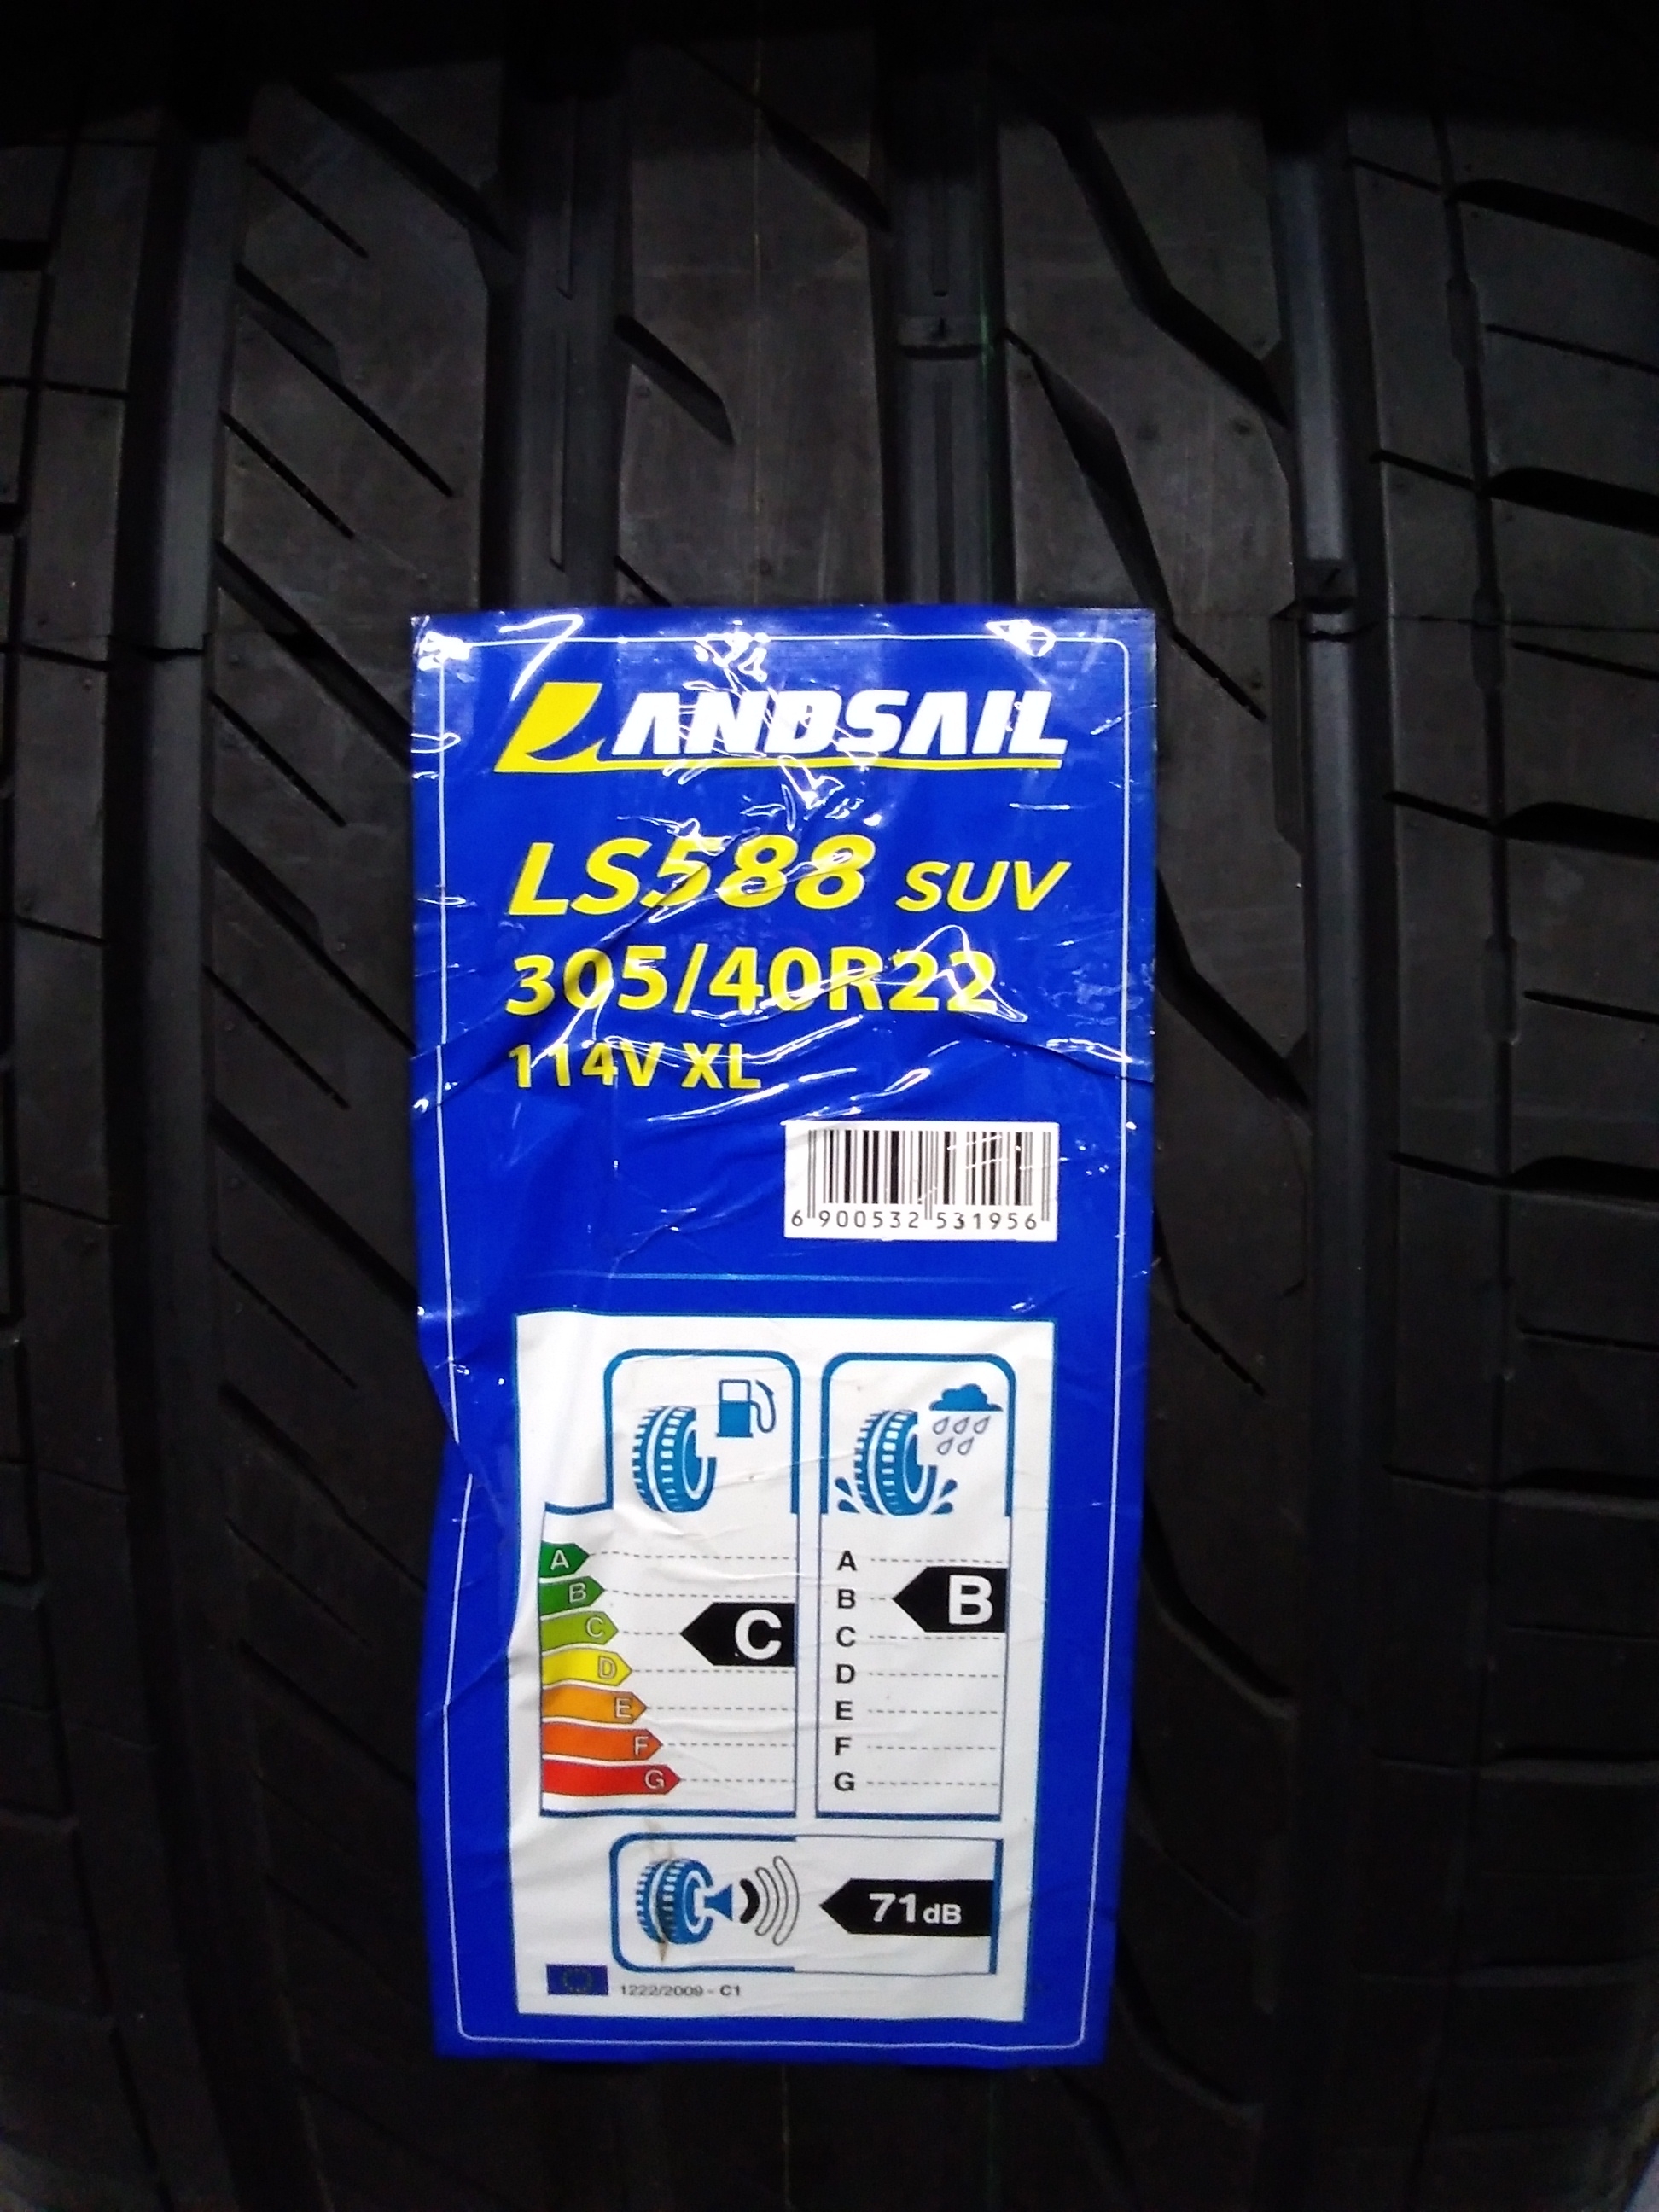 LANDSAIL
LS588 SUV
305/40R22
114V XL
6 900532 531956
A
B
C
D
E
F
G
C
A
B
C
D
E
F
G
B
71dB
1222/2009 - C1